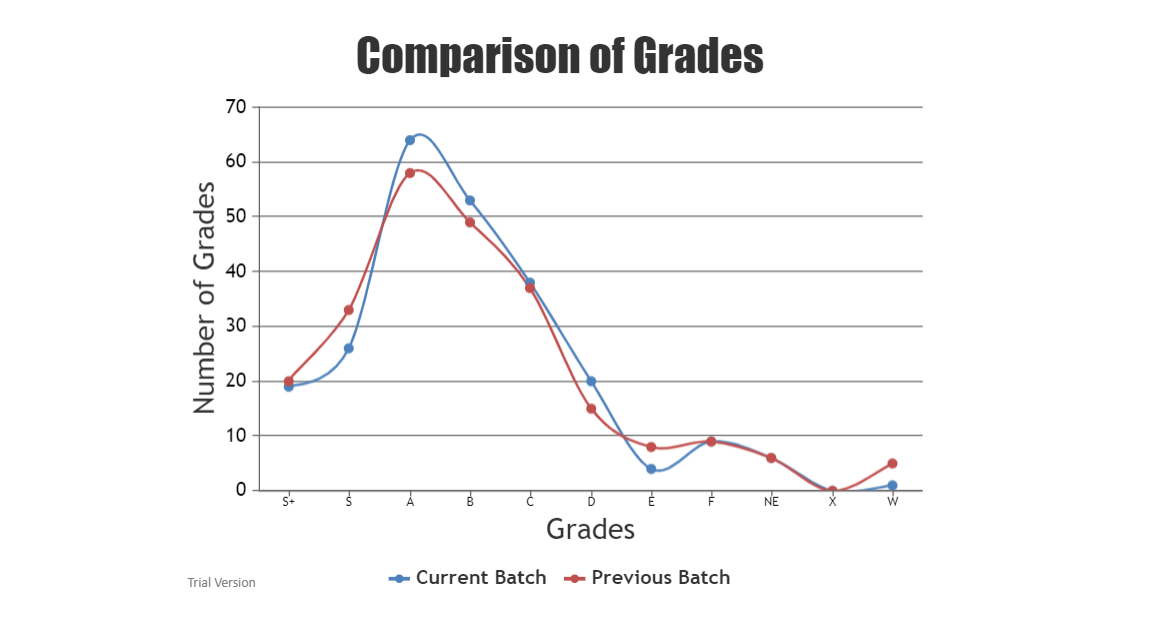 Comparison of Grades
70
60
50
40
30
20
10
0
Number of Grades
S+ S A B C D E F NE X W
Grades
Trial Version
Current Batch Previous Batch